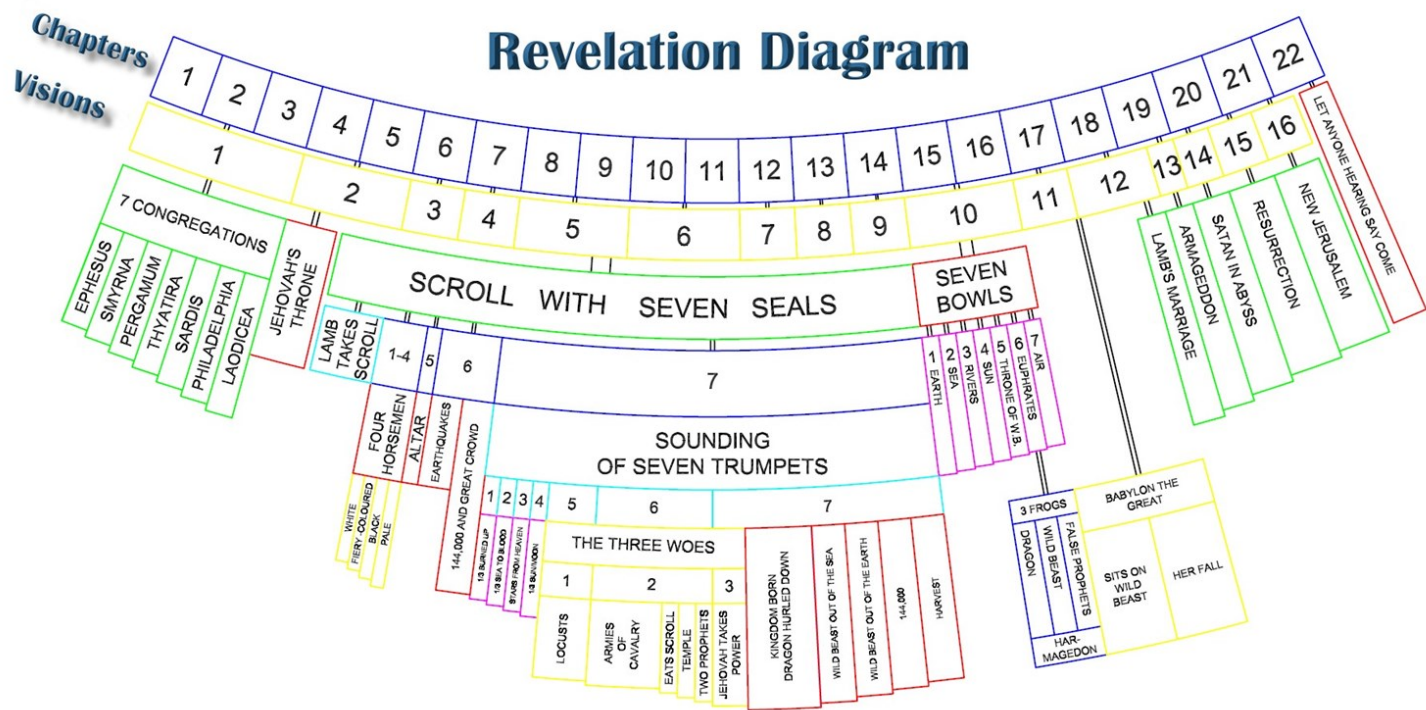 Revelation Diagram
Chapters
1 2 3 4 5 6 7 8 9 10 11 12 13 14 15 16 17 18 19 20 21 22
Visions
1 2 3 4 5 6 7 8 9 10 11 12 13 14 15 16
7 CONGREGATIONS
EPHESUS
SMYRNA
PERGAMUM
THYATIRA
SARDIS
PHILADELPHIA
LAODICEA
JEHOVAH'S
THRONE
SCROLL WITH SEVEN SEALS
LAMB
TAKES
SCROLL
1-4
5
6
7
FOUR
HORSEMEN
WHITE
FIERY -COLOURED
BLACK
PALE
ALTAR
EARTHQUAKES
144,000 AND GREAT CROWD
SOUNDING
OF SEVEN TRUMPETS
1 2 3 4 5 6 7
1/3 BURNED UP
1/3 SEA TO BLOOD
STARS FROM HEAVEN
1/3 SUN/MOON
THE THREE WOES
1 2 3
LOCUSTS
ARMIES
OF
CAVALRY
EATS SCROLL
TEMPLE
TWO PROPHETS
JEHOVAH TAKES
POWER
KINGDOM BORN
DRAGON HURLED DOWN
WILD BEAST OUT OF THE SEA
WILD BEAST OUT OF THE EARTH
144,000
HARVEST
SEVEN
BOWLS
1 EARTH
2 SEA
3 RIVERS
4 SUN
5 THRONE OF W.B.
6 EUPHRATES
7 AIR
3 FROGS
DRAGON
WILD BEAST
FALSE PROPHETS
HAR-
MAGEDON
BABYLON THE
GREAT
SITS ON
WILD
BEAST
HER FALL
LAMB'S MARRIAGE
ARMAGEDDON
SATAN IN ABYSS
RESURRECTION
NEW JERUSALEM
LET ANYONE HEARING SAY COME